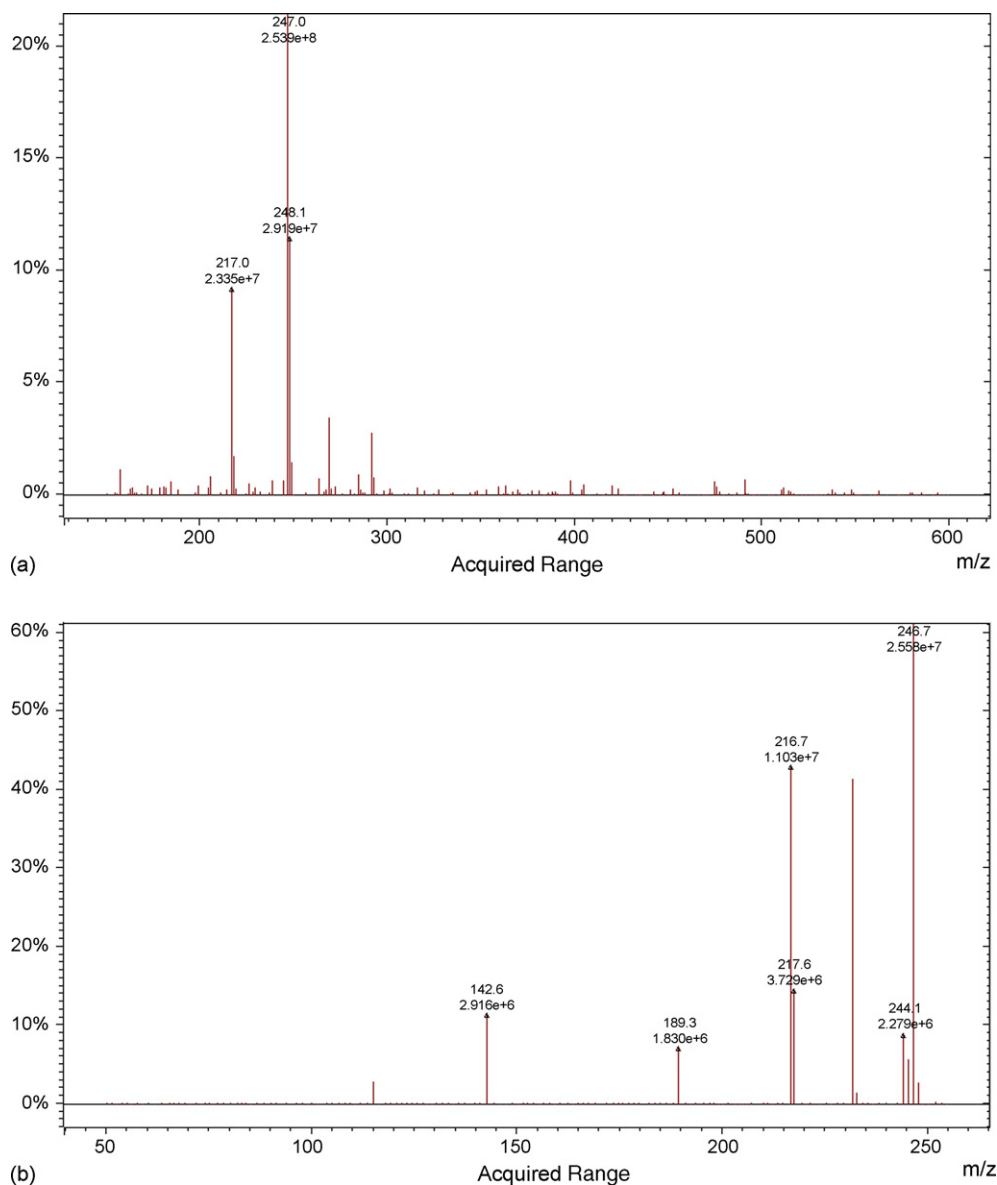 247.0
20%
2.539e+8
15%
248.1
2.919e+7
217.0
10%
2.335e+7
5%
0%
200 300 400 500 600
(a) Acquired Range m/z
60%
246.7
2.558e+7
50%
216.7
1.103e+7
40%
30%
20%
217.6
3.729e+6
142.6
2.916e+6
244.1
2.279e+6
10%
189.3
1.830e+6
0%
50 100 150 200 250
(b) Acquired Range m/z